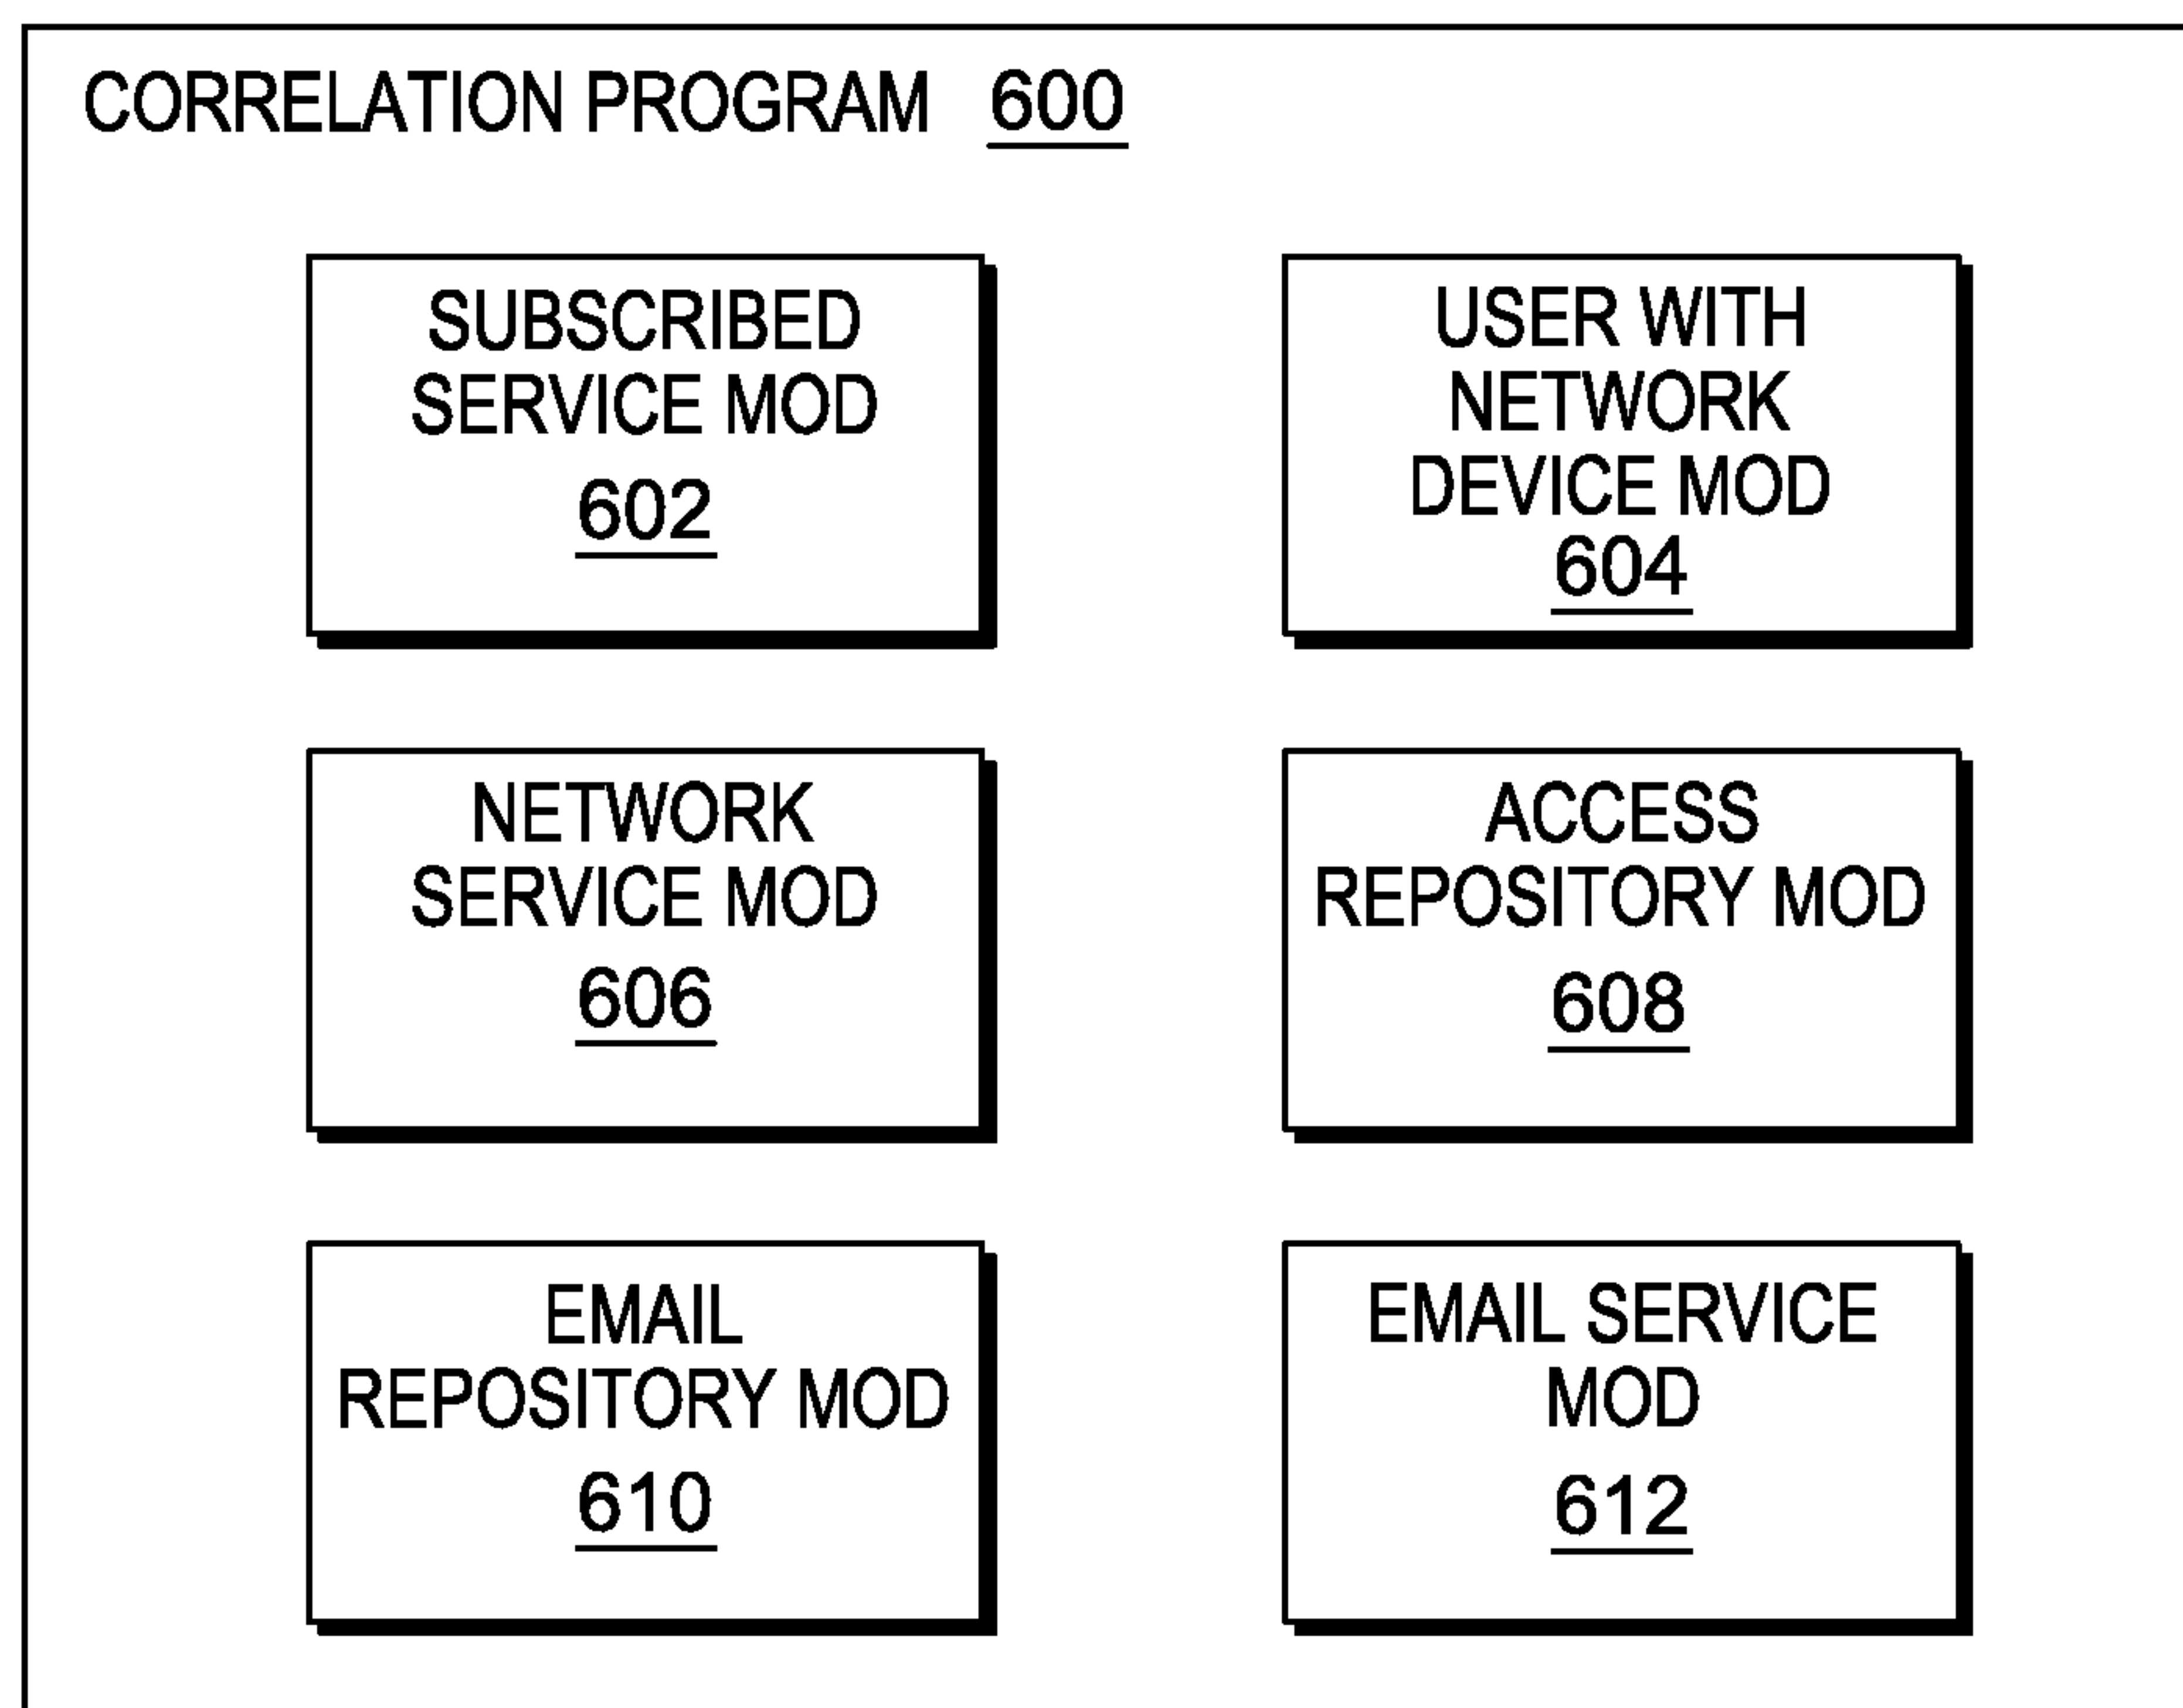 CORRELATION PROGRAM 600
SUBSCRIBED
SERVICE MOD
602
USER WITH
NETWORK
DEVICE MOD
604
NETWORK
SERVICE MOD
606
ACCESS
REPOSITORY MOD
608
EMAIL
REPOSITORY MOD
610
EMAIL SERVICE
MOD
612